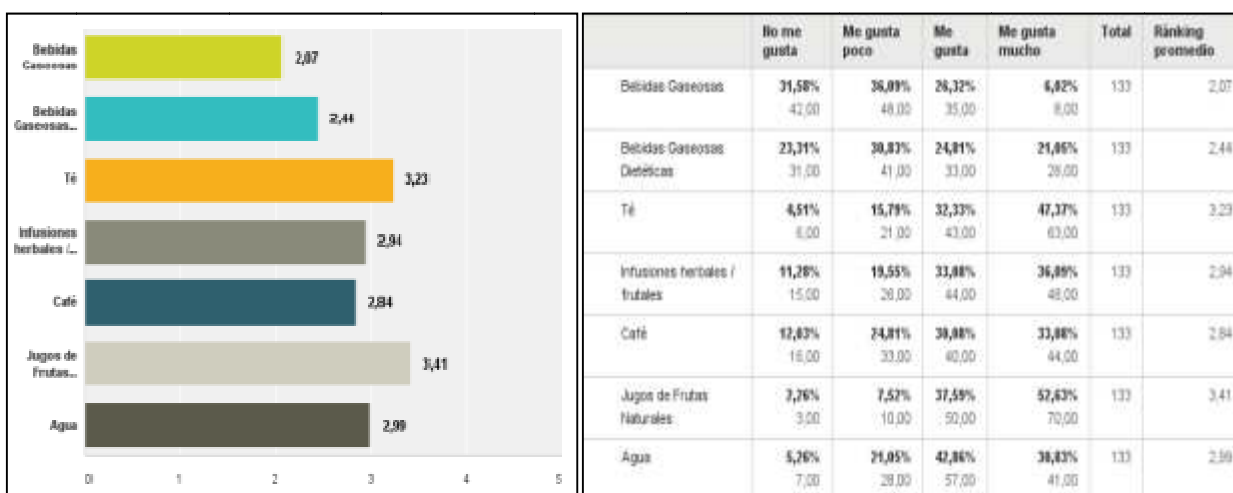 Bebidas
Gaseosas
2,07
Bebidas
Gaseosas...
2,44
Té
3,23
Infusiones
herbales /...
2,94
Café
2,84
Jugos de
Frutas...
3,41
Agua
2,99
0 1 2 3 4 5
No me gusta Me gusta poco Me gusta Me gusta mucho Total Ránking promedio
Bebidas Gaseosas 31,58% 36,09% 26,32% 6,02% 133 2,07
42,00 48,00 35,00 8,00
Bebidas Gaseosas 23,31% 30,83% 24,81% 21,05% 133 2,44
Dietéticas 31,00 41,00 33,00 28,00
Té 4,51% 15,79% 32,33% 47,37% 133 3,23
6,00 21,00 43,00 63,00
Infusiones herbales / 11,28% 19,55% 33,08% 36,09% 133 2,94
frutales 15,00 26,00 44,00 48,00
Café 12,03% 24,81% 30,08% 33,08% 133 2,84
16,00 33,00 40,00 44,00
Jugos de Frutas 2,26% 7,52% 37,59% 52,63% 133 3,41
Naturales 3,00 10,00 50,00 70,00
Agua 5,26% 21,05% 42,86% 30,83% 133 2,99
7,00 28,00 57,00 41,00